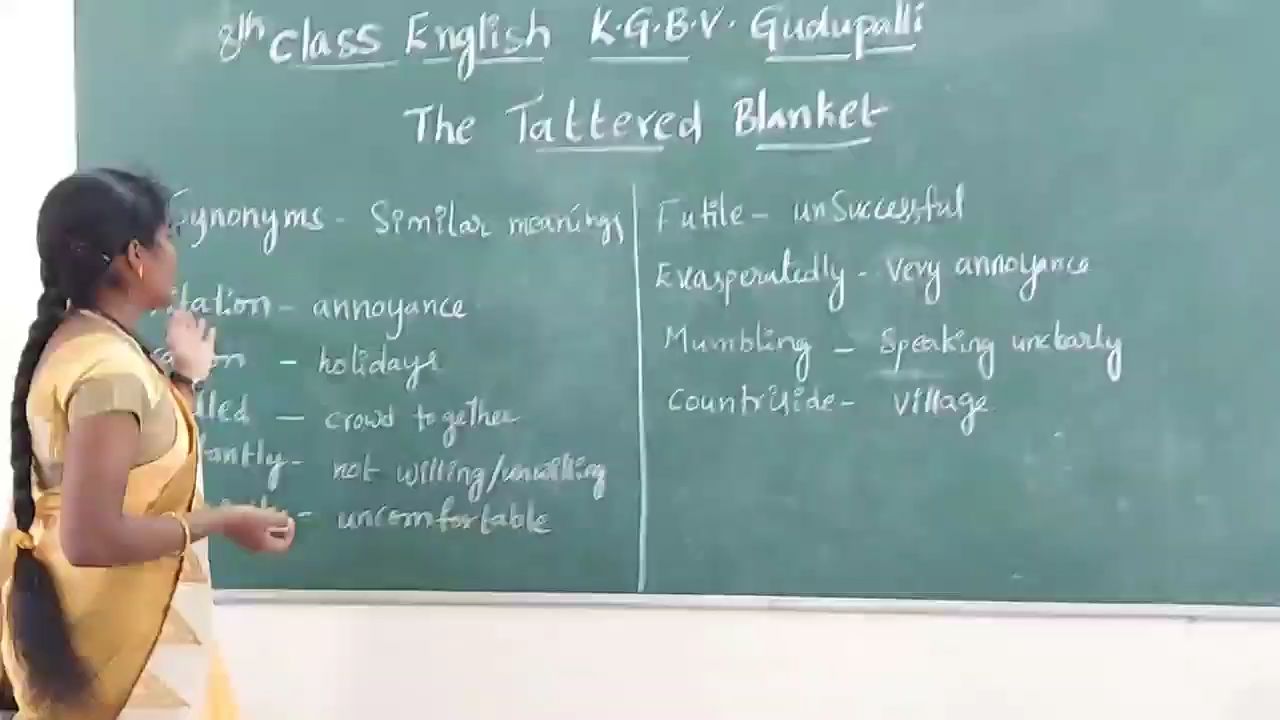 8th Class English K.G.B.V. Gudupalli
The Tattered Blanket
Synonyms - Similar meanings
- annoyance
- holidays
- crowd together
- not willing/unwilling
- uncomfortable
Futile - unSuccessful
Exasperatedly - Very annoyance
Mumbling - Speaking unclearly
Countriside - village